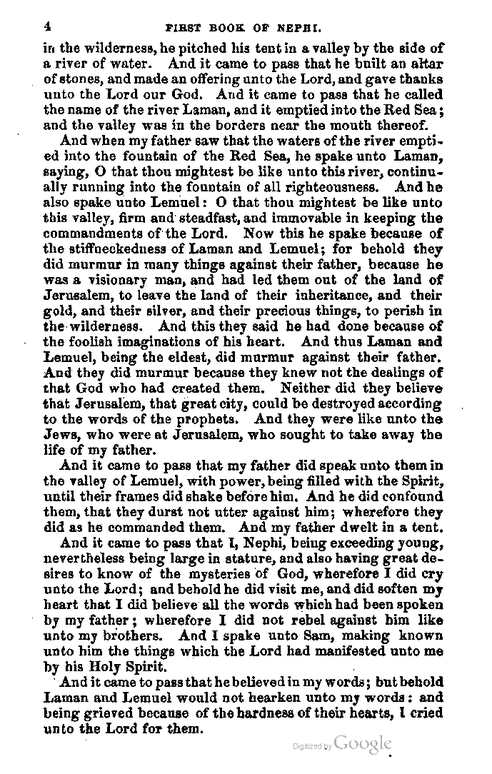 4 FIRST BOOK OF NEPHI.
in the wilderness, he pitched his tent in a valley by the side of
a river of water. And it came to pass that he built an altar
of stones, and made an offering unto the Lord, and gave thanks
unto the Lord our God. And it came to pass that he called
the name of the river Laman, and it emptied into the Red Sea;
and the valley was in the borders near the mouth thereof.
And when my father saw that the waters of the river empti-
ed into the fountain of the Red Sea, he spake unto Laman,
saying, O that thou mightest be like unto this river, continu-
ally running into the fountain of all righteousness. And he
also spake unto Lemuel: O that thou mightest be like unto
this valley, firm and steadfast, and immovable in keeping the
commandments of the Lord. Now this he spake because of
the stiffneckedness of Laman and Lemuel; for behold they
did murmur in many things against their father, because he
was a visionary man, and had led them out of the land of
Jerusalem, to leave the land of their inheritance, and their
gold, and their silver, and their precious things, to perish in
the wilderness. And this they said he had done because of
the foolish imaginations of his heart. And thus Laman and
Lemuel, being the eldest, did murmur against their father.
And they did murmur because they knew not the dealings of
that God who had created them. Neither did they believe
that Jerusalem, that great city, could be destroyed according
to the words of the prophets. And they were like unto the
Jews, who were at Jerusalem, who sought to take away the
life of my father.
And it came to pass that my father did speak unto them in
the valley of Lemuel, with power, being filled with the Spirit,
until their frames did shake before him. And he did confound
them, that they durst not utter against him; wherefore they
did as he commanded them. And my father dwelt in a tent.
And it came to pass that I, Nephi, being exceeding young,
nevertheless being large in stature, and also having great de-
sires to know of the mysteries of God, wherefore I did cry
unto the Lord; and behold he did visit me, and did soften my
heart that I did believe all the words which had been spoken
by my father; wherefore I did not rebel against him like
unto my brothers. And I spake unto Sam, making known
unto him the things which the Lord had manifested unto me
by his Holy Spirit.
And it came to pass that he believed in my words; but behold
Laman and Lemuel would not hearken unto my words: and
being grieved because of the hardness of their hearts, I cried
unto the Lord for them.
Digitized by Google